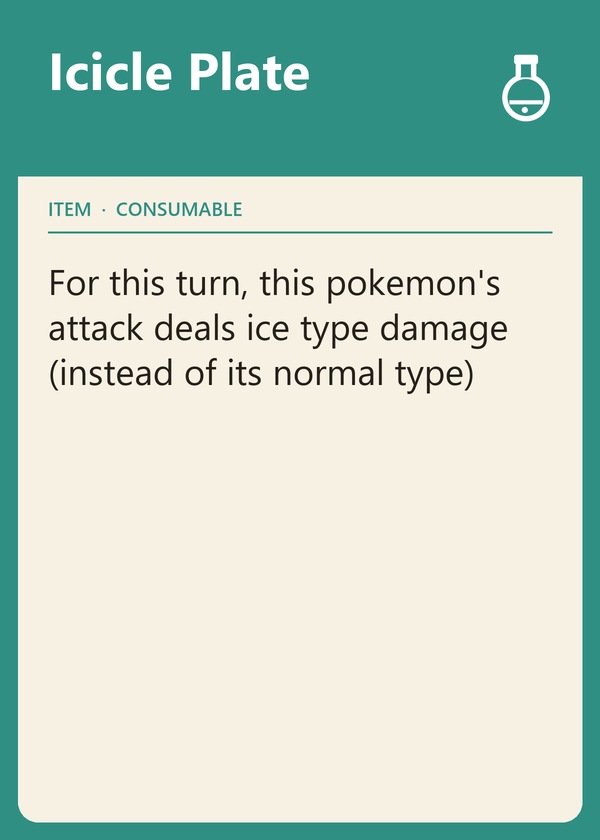 Icicle Plate
ITEM · CONSUMABLE
For this turn, this pokemon's
attack deals ice type damage
(instead of its normal type)